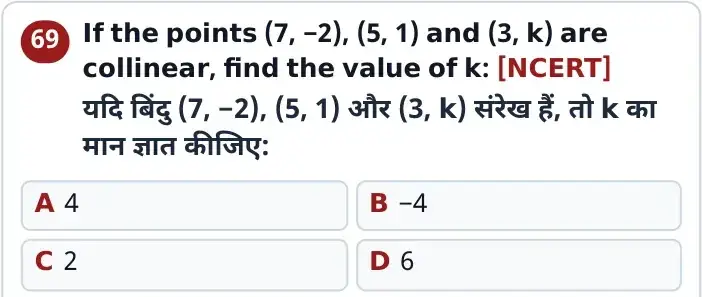 69 If the points (7, −2), (5, 1) and (3, k) are
collinear, find the value of k: [NCERT]
यदि बिंदु (7, −2), (5, 1) और (3, k) संरेख हैं, तो k का
मान ज्ञात कीजिए:
A 4
B −4
C 2
D 6